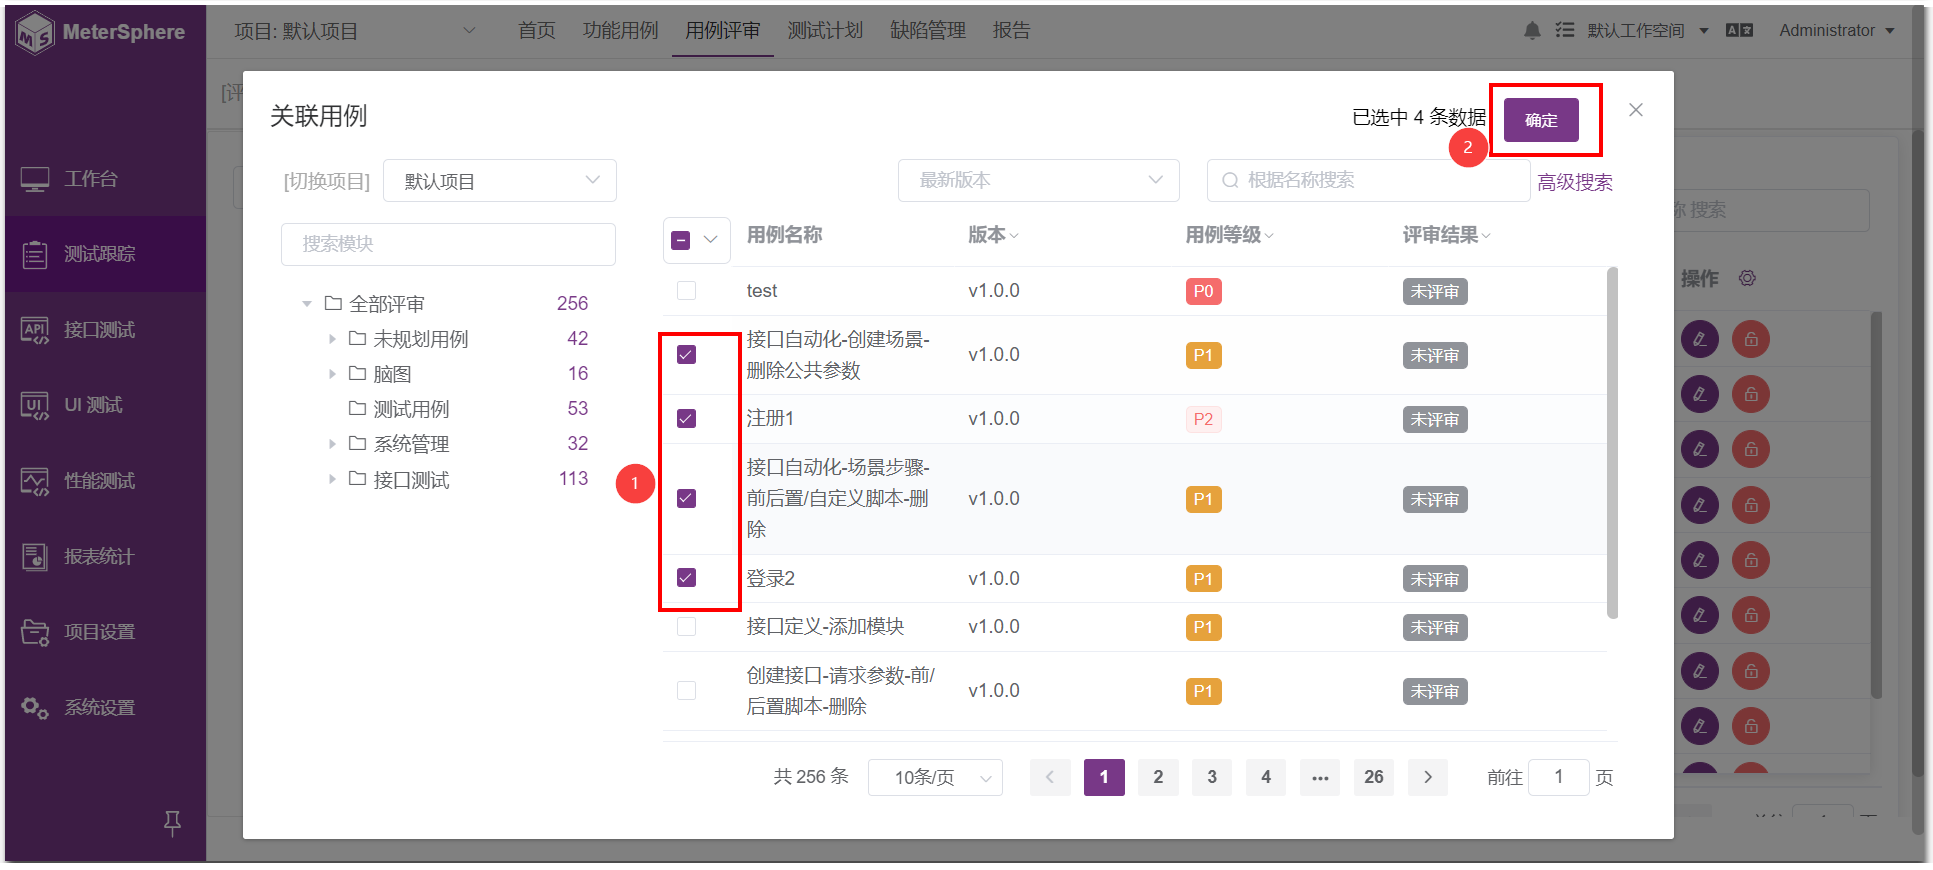 MeterSphere
项目: 默认项目
首页 功能用例 用例评审 测试计划 缺陷管理 报告
默认工作空间
Administrator
[评
关联用例
已选中 4 条数据
确定
2
[切换项目]
默认项目
最新版本
根据名称搜索
高级搜索
搜索
工作台
测试跟踪
接口测试
UI 测试
性能测试
报表统计
项目设置
系统设置
搜索模块
全部评审 256
未规划用例 42
脑图 16
测试用例 53
系统管理 32
接口测试 113
1
用例名称 版本 用例等级 评审结果
操作
test v1.0.0 P0 未评审
接口自动化-创建场景-
删除公共参数
v1.0.0 P1 未评审
注册1 v1.0.0 P2 未评审
接口自动化-场景步骤-
前后置/自定义脚本-删
除
v1.0.0 P1 未评审
登录2 v1.0.0 P1 未评审
接口定义-添加模块 v1.0.0 P1 未评审
创建接口-请求参数-前/
后置脚本-删除
v1.0.0 P1 未评审
共 256 条
10条/页
1 2 3 4 ••• 26
前往 1 页